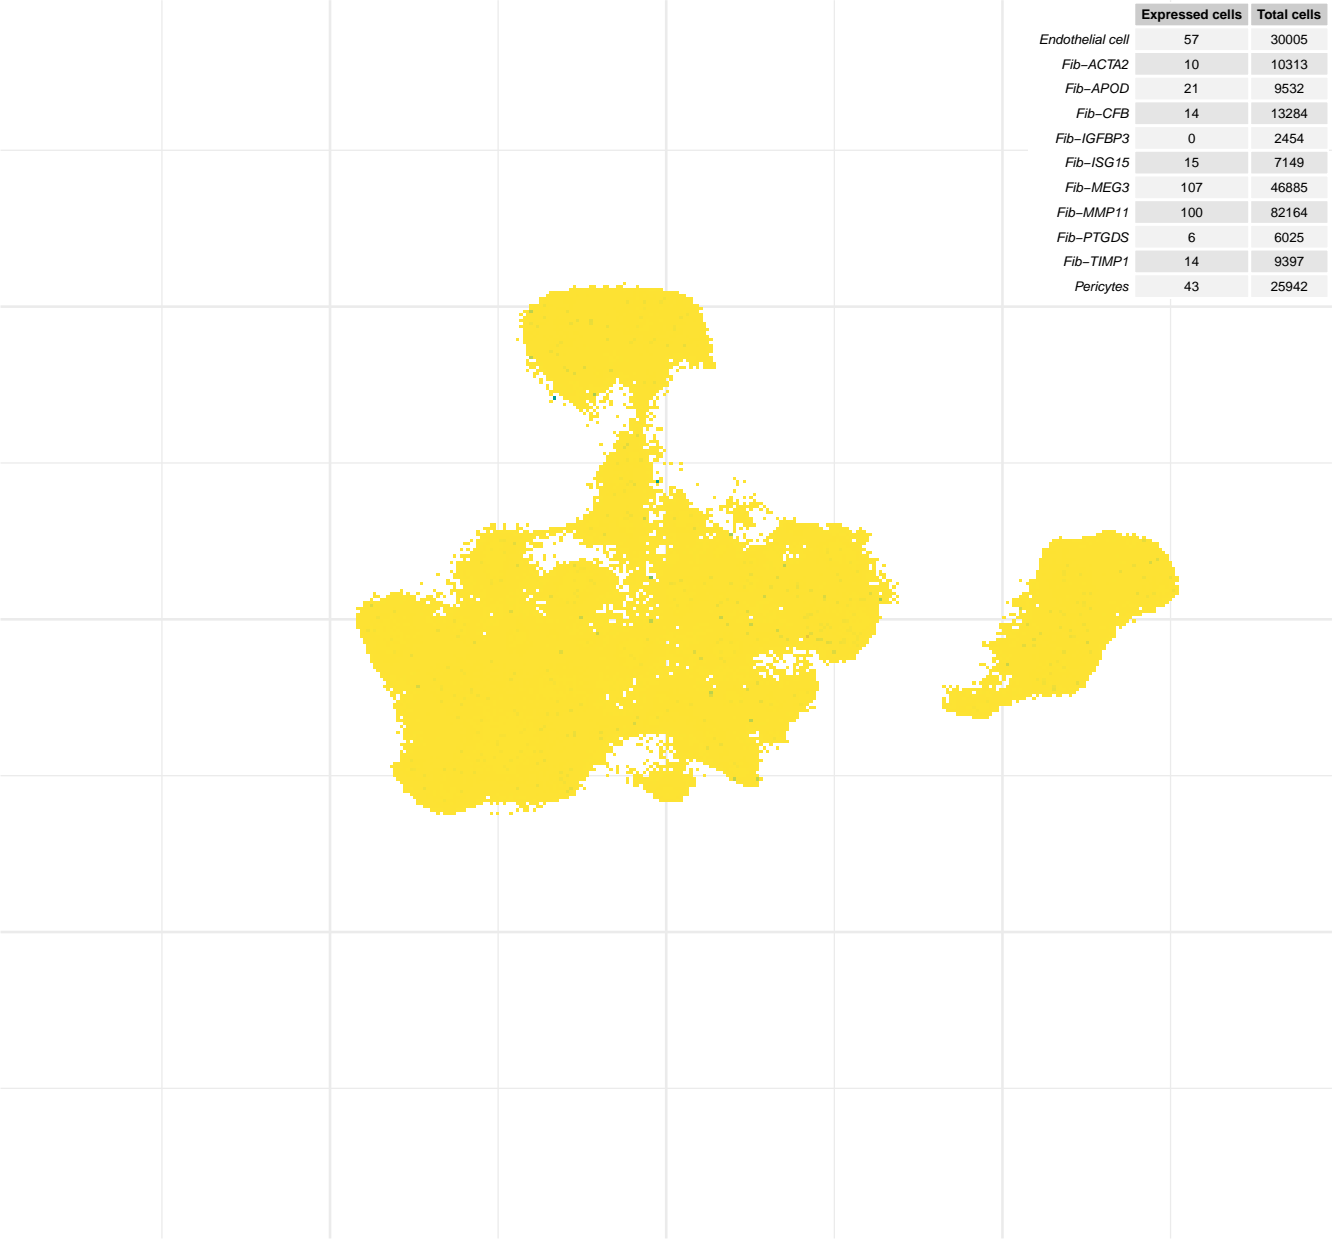 Expressed cells Total cells
Endothelial cell 57 30005
Fib−ACTA2 10 10313
Fib−APOD 21 9532
Fib−CFB 14 13284
Fib−IGFBP3 0 2454
Fib−ISG15 15 7149
Fib−MEG3 107 46885
Fib−MMP11 100 82164
Fib−PTGDS 6 6025
Fib−TIMP1 14 9397
Pericytes 43 25942